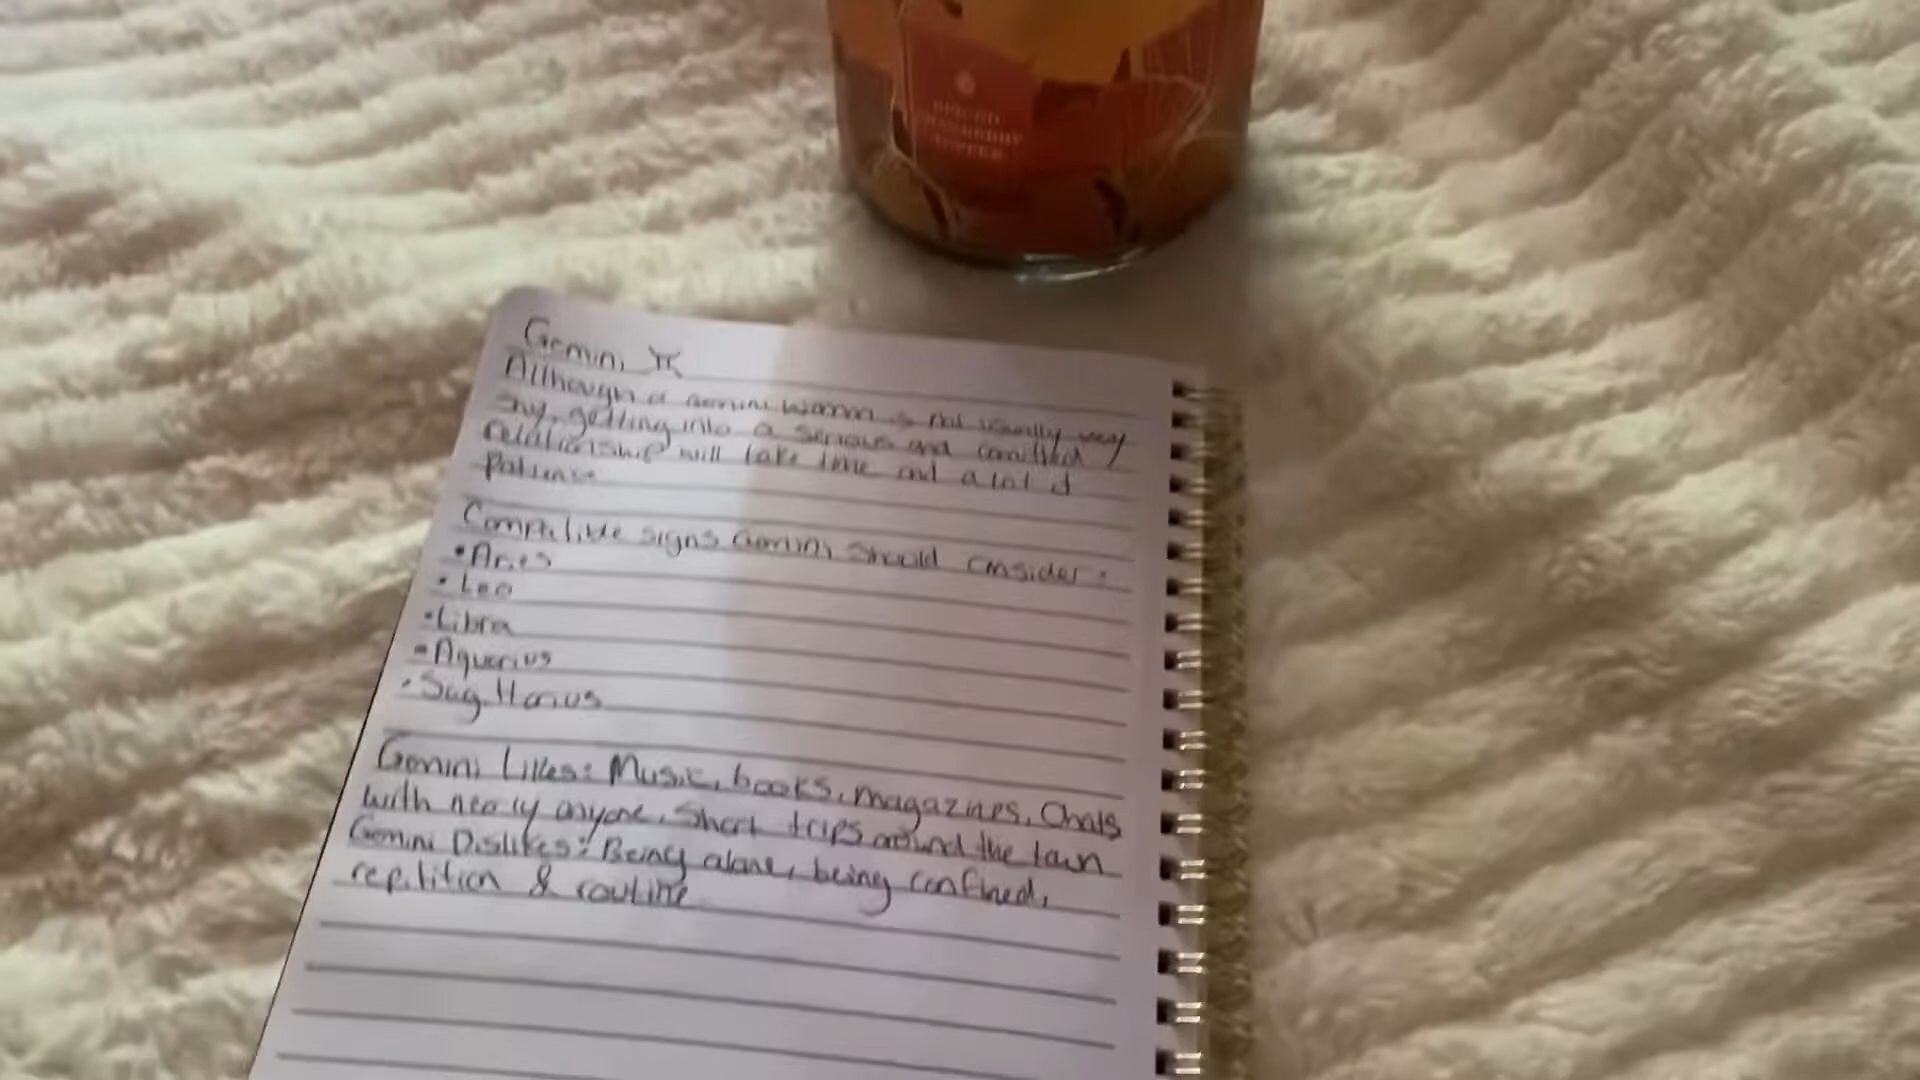 Gemini ♊
Although a Gemini woman is not usually very
shy, getting into a serious and comitted
relationship will take time and a lot of
patience
Compatible signs Gemini should consider:
•Aries
•Leo
•Libra
•Aquarius
•Sagittarius
Gemini Likes: Music, books, magazines, Chats
with nearly anyone, Short trips around the town
Gemini Dislikes: Being alone, being confined,
repitition & routine